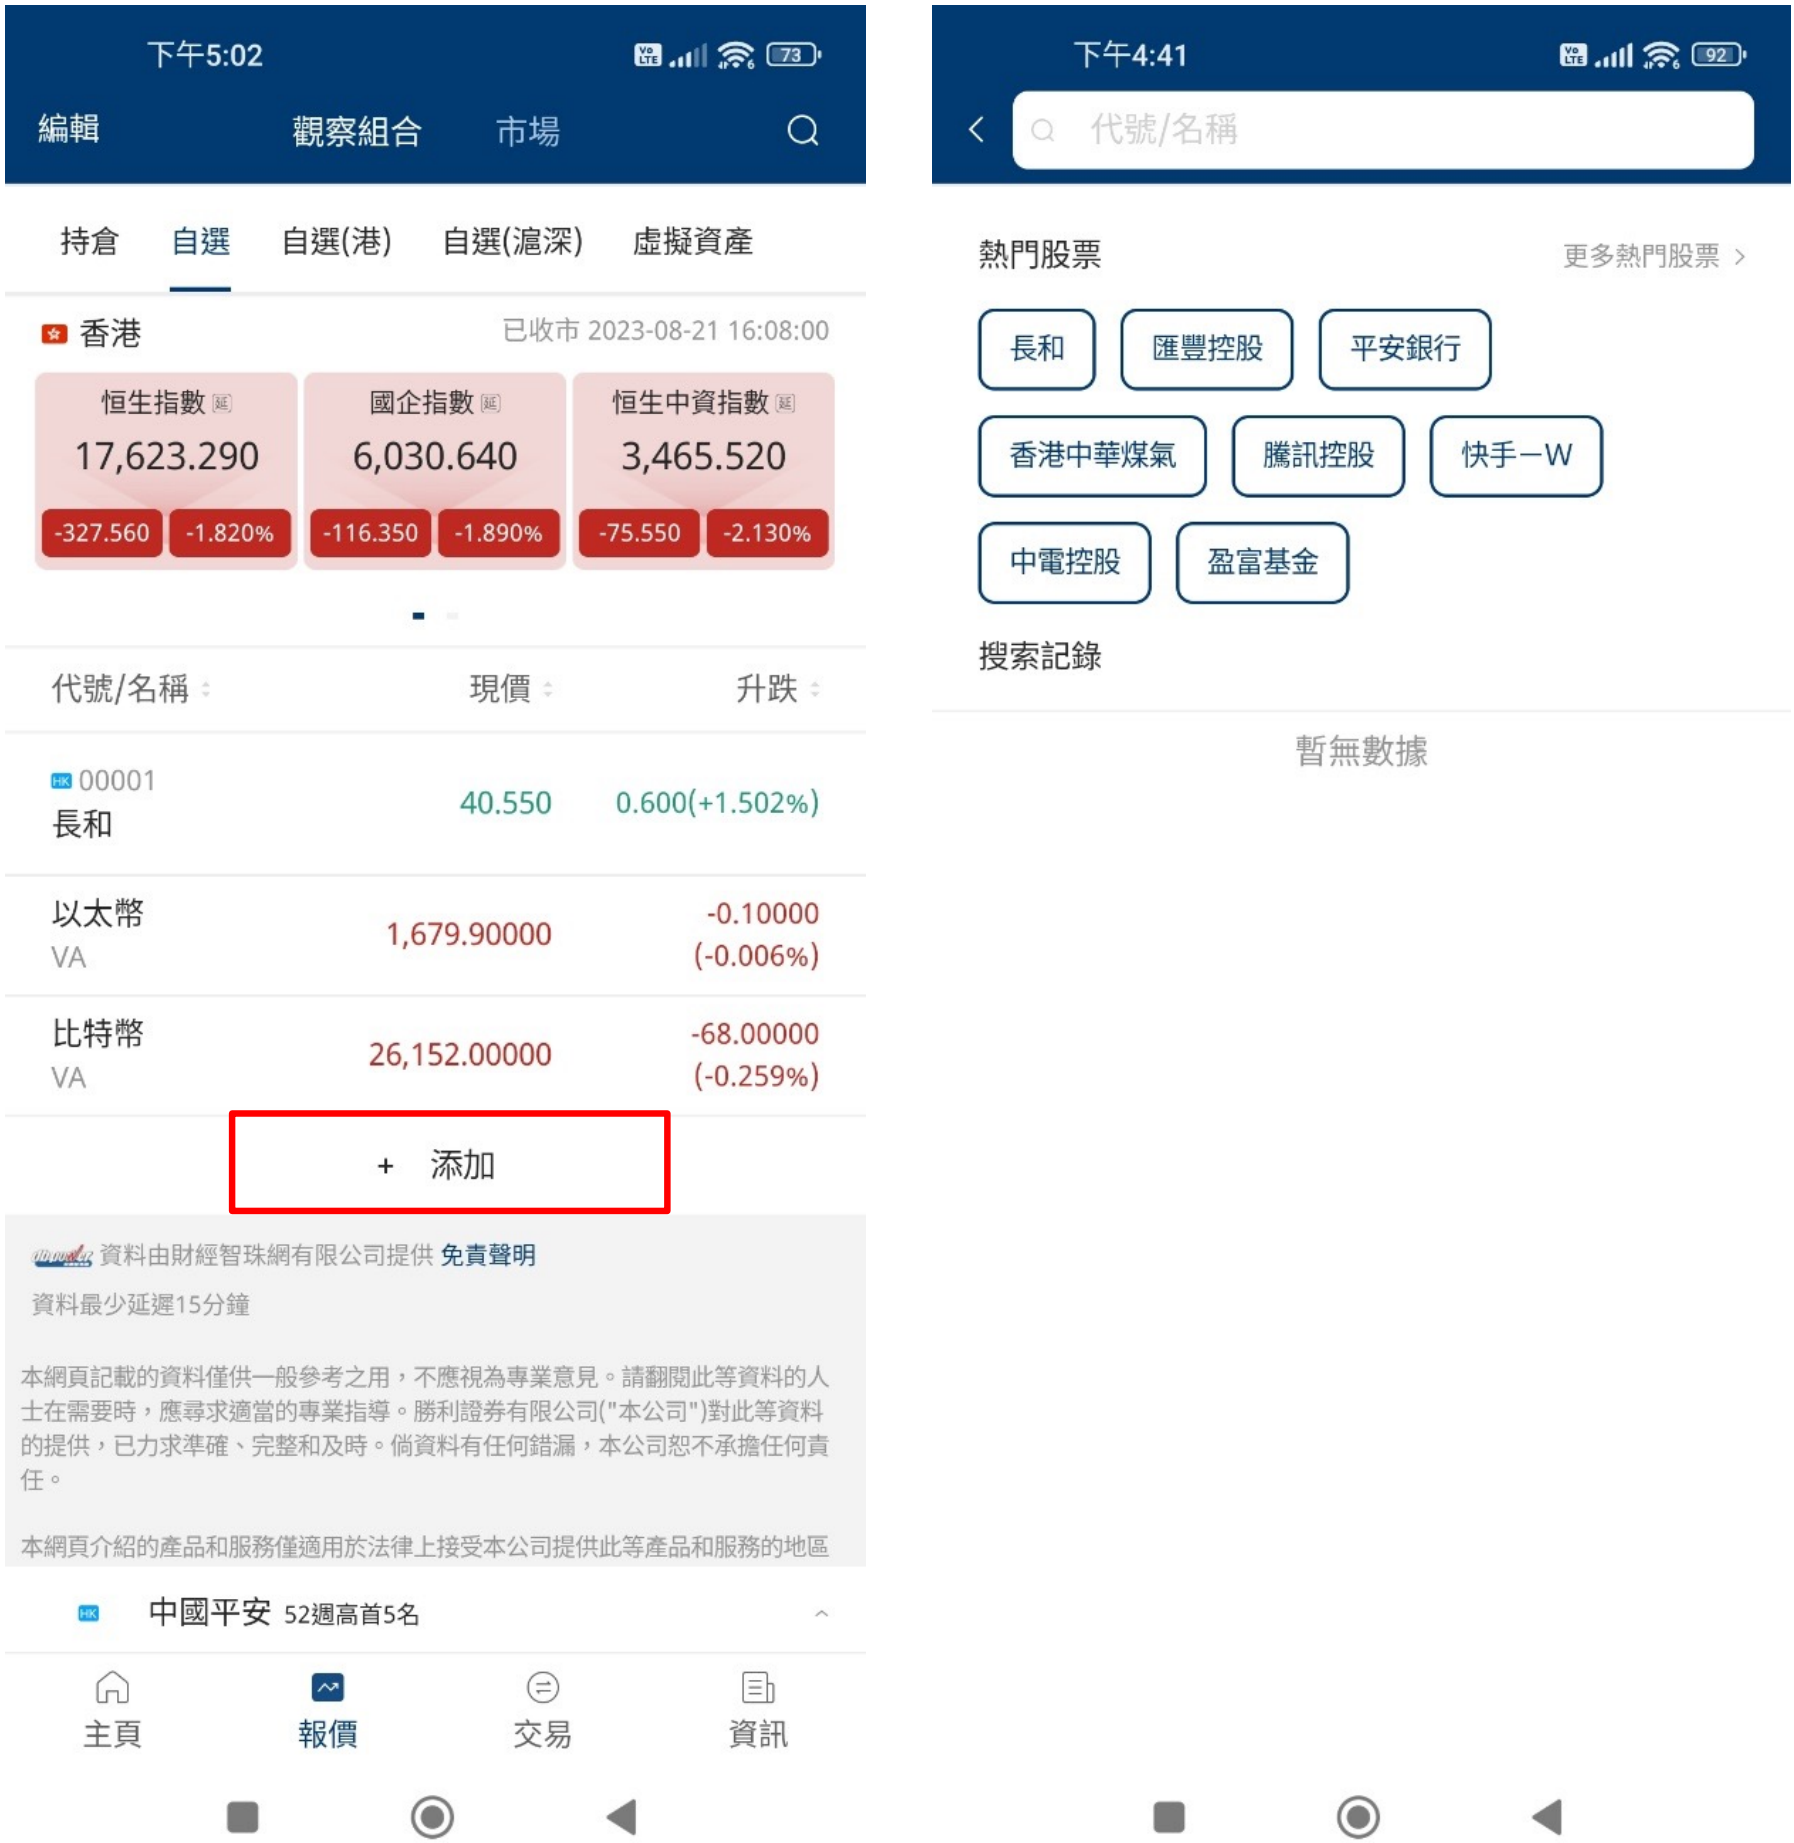 下午5:02
Vo LTE 73
編輯 觀察組合 市場
持倉 自選 自選(港) 自選(滬深) 虛擬資產
香港 已收市 2023-08-21 16:08:00
恒生指數 延 國企指數 延 恒生中資指數 延
17,623.290 6,030.640 3,465.520
-327.560 -1.820% -116.350 -1.890% -75.550 -2.130%
代號/名稱 現價 升跌
HK 00001
長和 40.550 0.600(+1.502%)
以太幣 1,679.90000 -0.10000
VA (-0.006%)
比特幣 26,152.00000 -68.00000
VA (-0.259%)
+ 添加
資料由財經智珠網有限公司提供 免責聲明
資料最少延遲15分鐘
本網頁記載的資料僅供一般參考之用，不應視為專業意見。請翻閱此等資料的人
士在需要時，應尋求適當的專業指導。勝利證券有限公司("本公司")對此等資料
的提供，已力求準確、完整和及時。倘資料有任何錯漏，本公司恕不承擔任何責
任。
本網頁介紹的產品和服務僅適用於法律上接受本公司提供此等產品和服務的地區
HK 中國平安 52週高首5名
主頁 報價 交易 資訊
下午4:41
Vo LTE 6 92
代號/名稱
熱門股票 更多熱門股票 >
長和 匯豐控股 平安銀行
香港中華煤氣 騰訊控股 快手－W
中電控股 盈富基金
搜索記錄
暫無數據